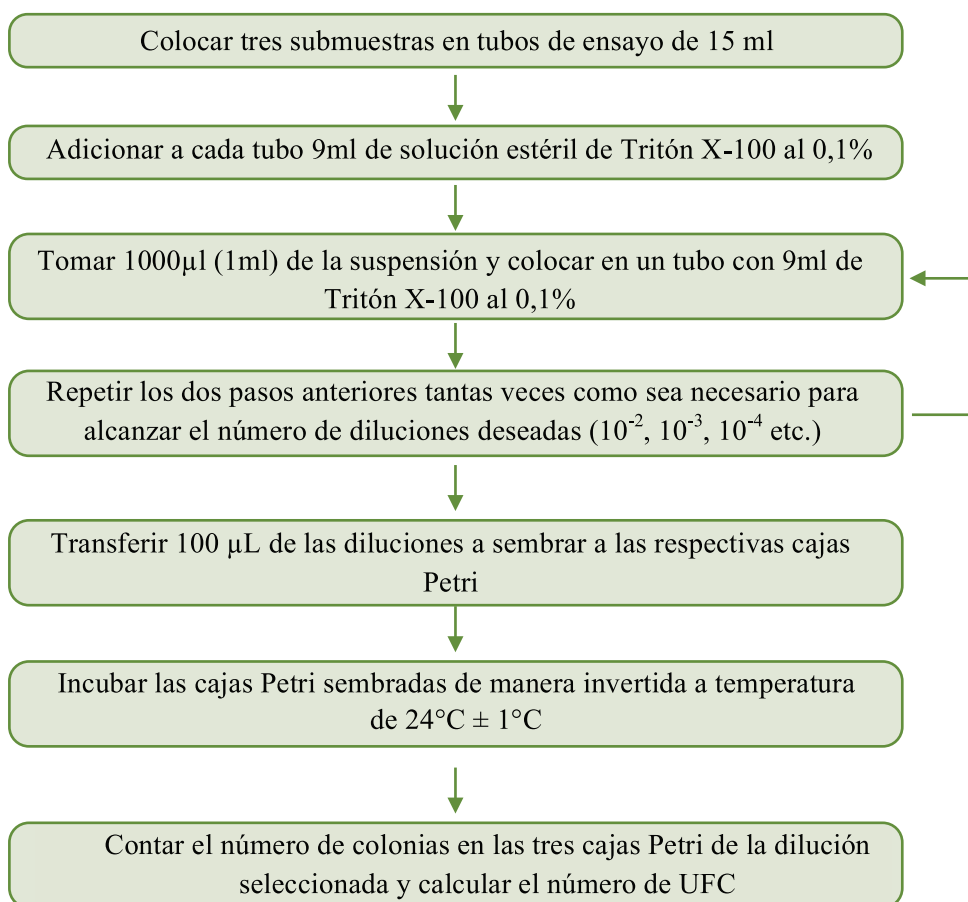 Colocar tres submuestras en tubos de ensayo de 15 ml
Adicionar a cada tubo 9ml de solución estéril de Tritón X-100 al 0,1%
Tomar 1000µl (1ml) de la suspensión y colocar en un tubo con 9ml de
Tritón X-100 al 0,1%
Repetir los dos pasos anteriores tantas veces como sea necesario para
alcanzar el número de diluciones deseadas (10⁻², 10⁻³, 10⁻⁴ etc.)
Transferir 100 µL de las diluciones a sembrar a las respectivas cajas
Petri
Incubar las cajas Petri sembradas de manera invertida a temperatura
de 24°C ± 1°C
Contar el número de colonias en las tres cajas Petri de la dilución
seleccionada y calcular el número de UFC